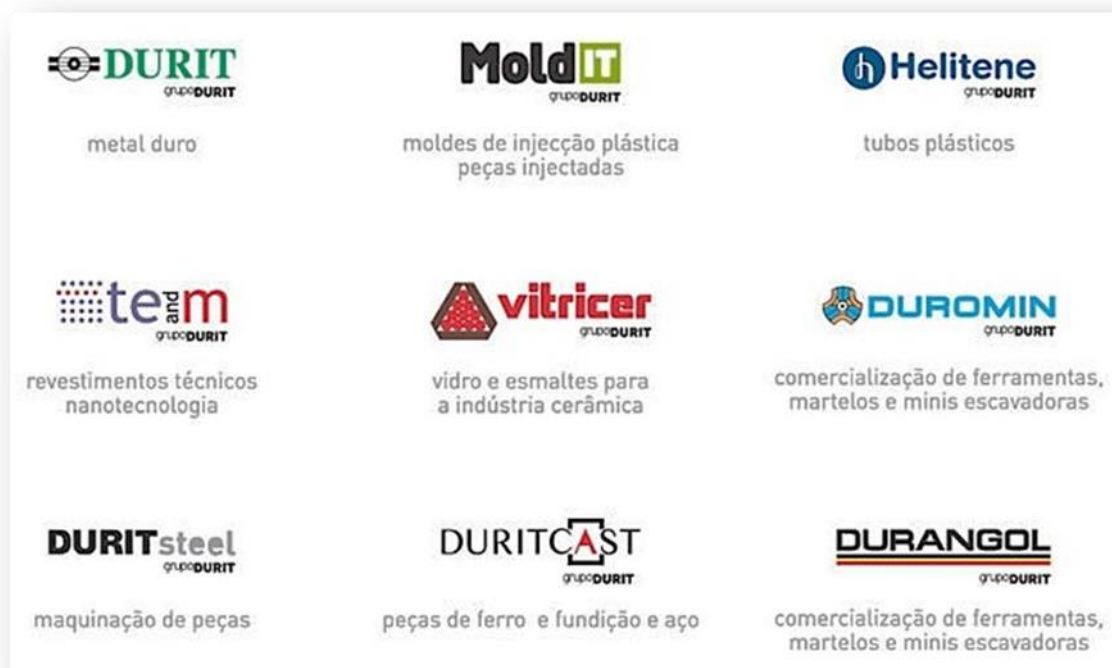 DURIT
grupoDURIT
metal duro
MoldIT
grupoDURIT
moldes de injecção plástica
peças injectadas
Helitene
grupoDURIT
tubos plásticos
teandm
grupoDURIT
revestimentos técnicos
nanotecnologia
vitricer
grupoDURIT
vidro e esmaltes para
a indústria cerâmica
DUROMIN
grupoDURIT
comercialização de ferramentas,
martelos e minis escavadoras
DURITsteel
grupoDURIT
maquinação de peças
DURITCAST
grupoDURIT
peças de ferro e fundição e aço
DURANGOL
grupoDURIT
comercialização de ferramentas,
martelos e minis escavadoras